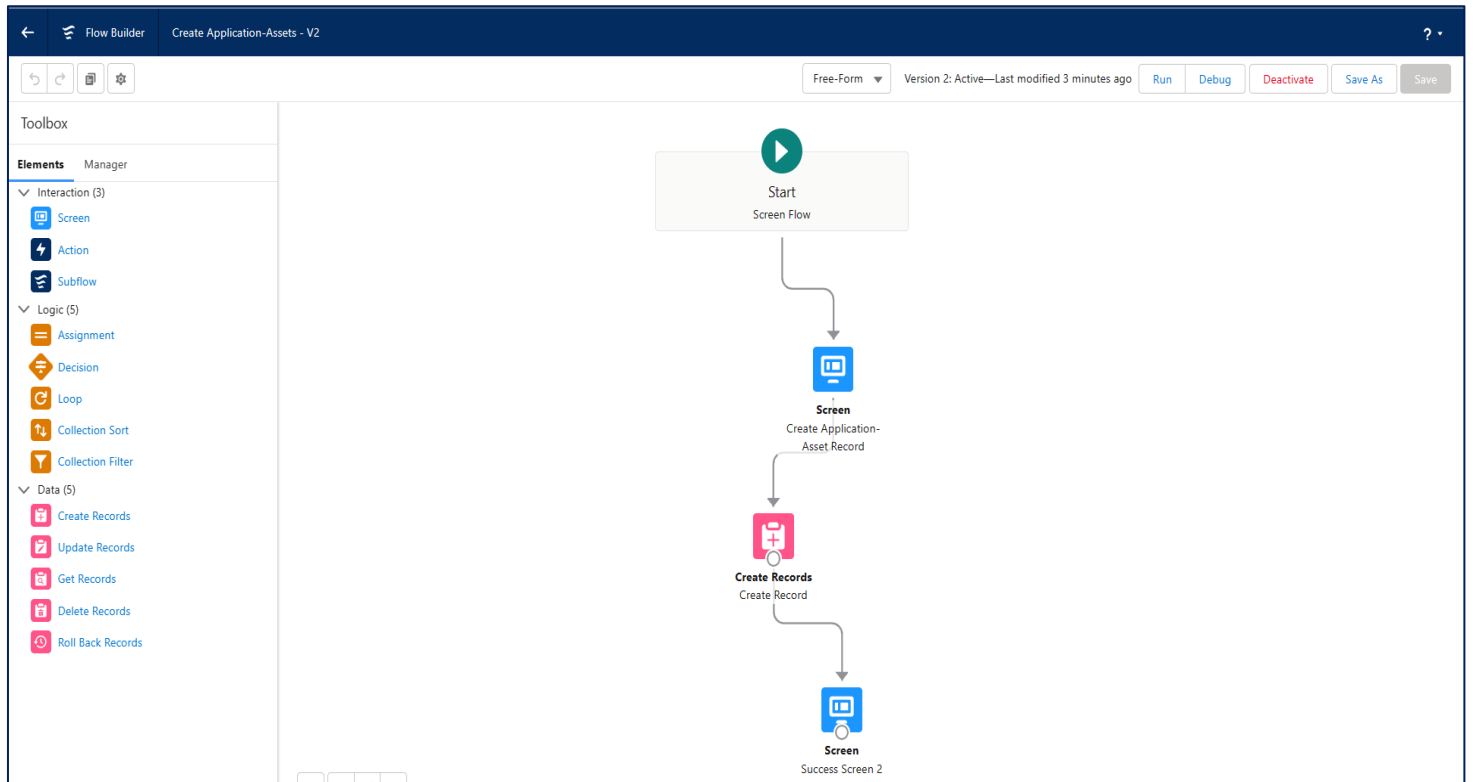 Flow Builder Create Application-Assets - V2 ?
Free-Form Version 2: Active—Last modified 3 minutes ago Run Debug Deactivate Save As Save
Toolbox
Elements Manager
Interaction (3)
Screen
Action
Subflow
Logic (5)
Assignment
Decision
Loop
Collection Sort
Collection Filter
Data (5)
Create Records
Update Records
Get Records
Delete Records
Roll Back Records
Start
Screen Flow
Screen
Create Application-
Asset Record
Create Records
Create Record
Screen
Success Screen 2